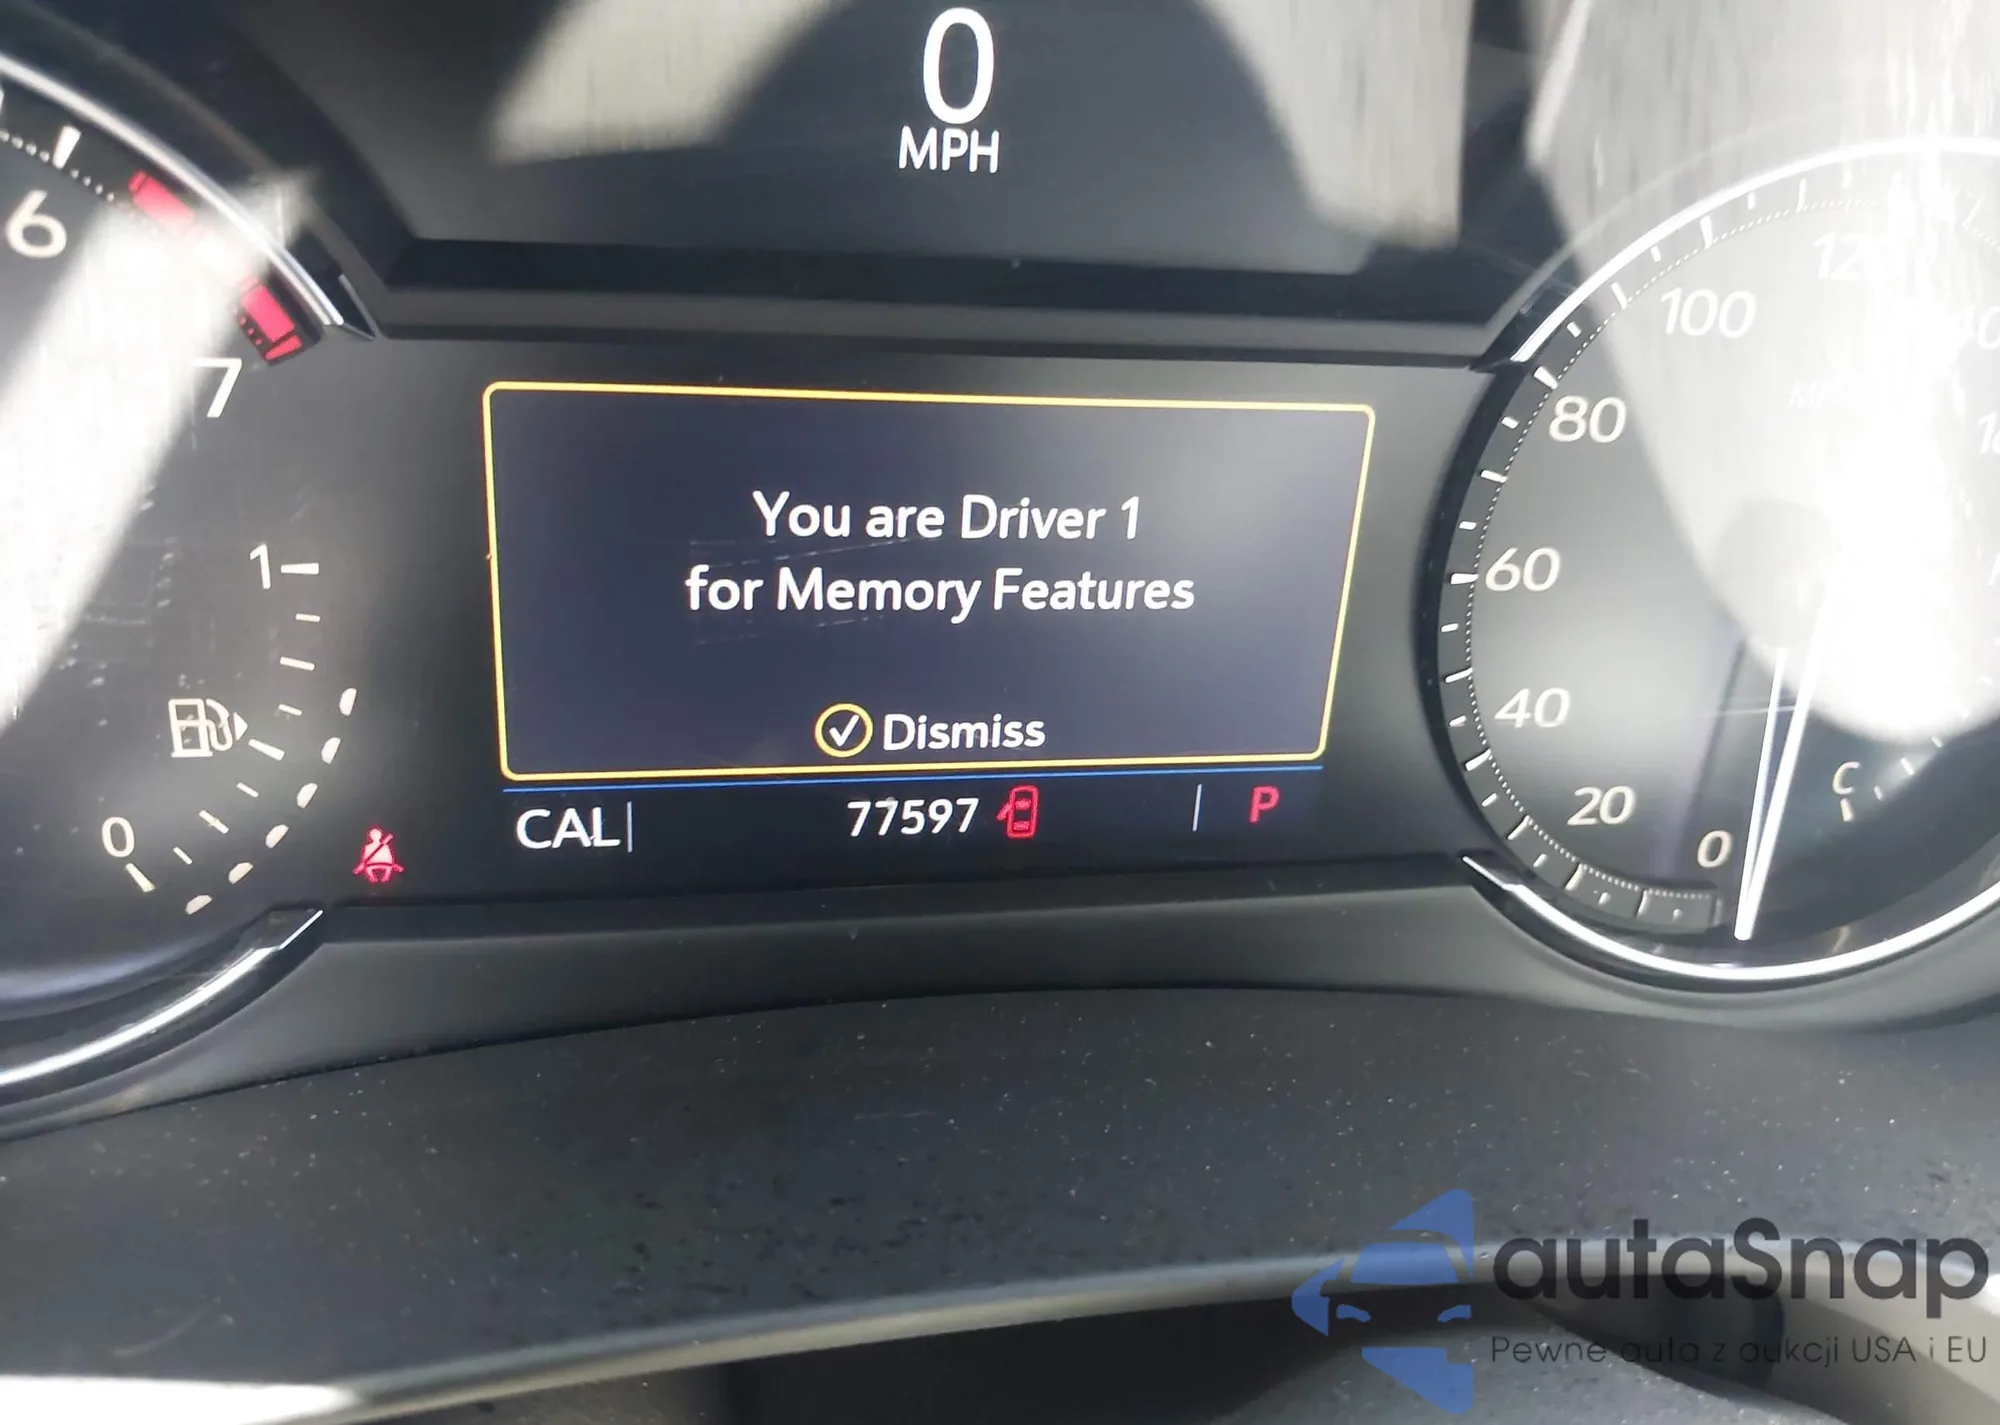 0
MPH
6
7
1
0
You are Driver 1
for Memory Features
Dismiss
CAL
77597
P
100
80
60
40
20
0
C
autaSnap
Pewne auta z aukcji USA i EU